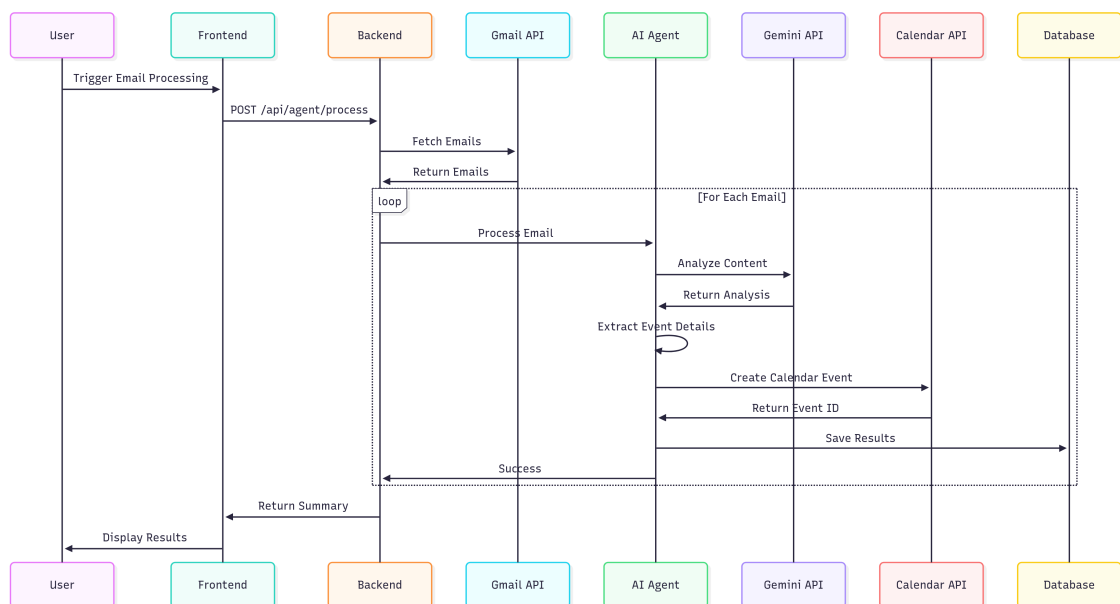 User
Frontend
Backend
Gmail API
AI Agent
Gemini API
Calendar API
Database
Trigger Email Processing
POST /api/agent/process
Fetch Emails
Return Emails
loop
[For Each Email]
Process Email
Analyze Content
Return Analysis
Extract Event Details
Create Calendar Event
Return Event ID
Save Results
Success
Return Summary
Display Results
User
Frontend
Backend
Gmail API
AI Agent
Gemini API
Calendar API
Database